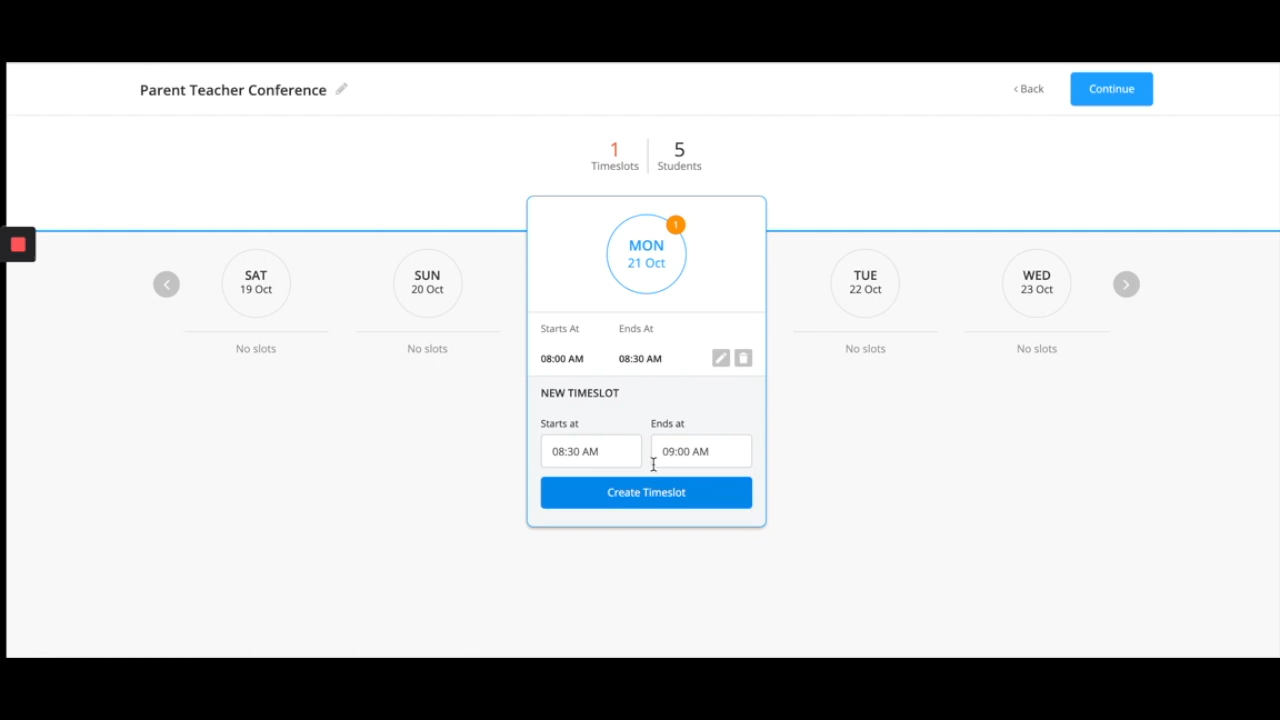 Parent Teacher Conference
< Back
Continue
1
5
Timeslots
Students
1
MON
21 Oct
SAT
19 Oct
No slots
SUN
20 Oct
No slots
TUE
22 Oct
No slots
WED
23 Oct
No slots
Starts At Ends At
08:00 AM 08:30 AM
NEW TIMESLOT
Starts at Ends at
08:30 AM 09:00 AM
Create Timeslot